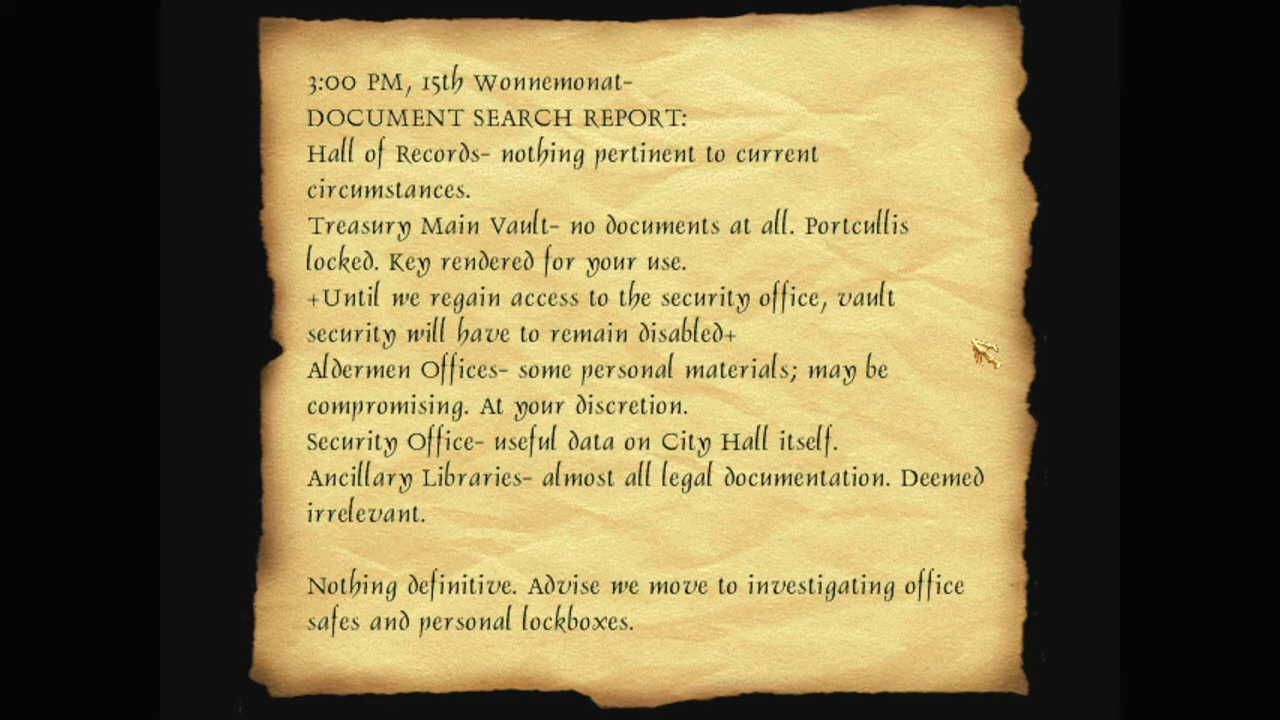 3:00 PM, 15th Wonnemonat-
DOCUMENT SEARCH REPORT:
Hall of Records- nothing pertinent to current
circumstances.
Treasury Main Vault- no documents at all. Portcullis
locked. Key rendered for your use.
+Until we regain access to the security office, vault
security will have to remain disabled+
Aldermen Offices- some personal materials; may be
compromising. At your discretion.
Security Office- useful data on City Hall itself.
Ancillary Libraries- almost all legal documentation. Deemed
irrelevant.
Nothing definitive. Advise we move to investigating office
safes and personal lockboxes.